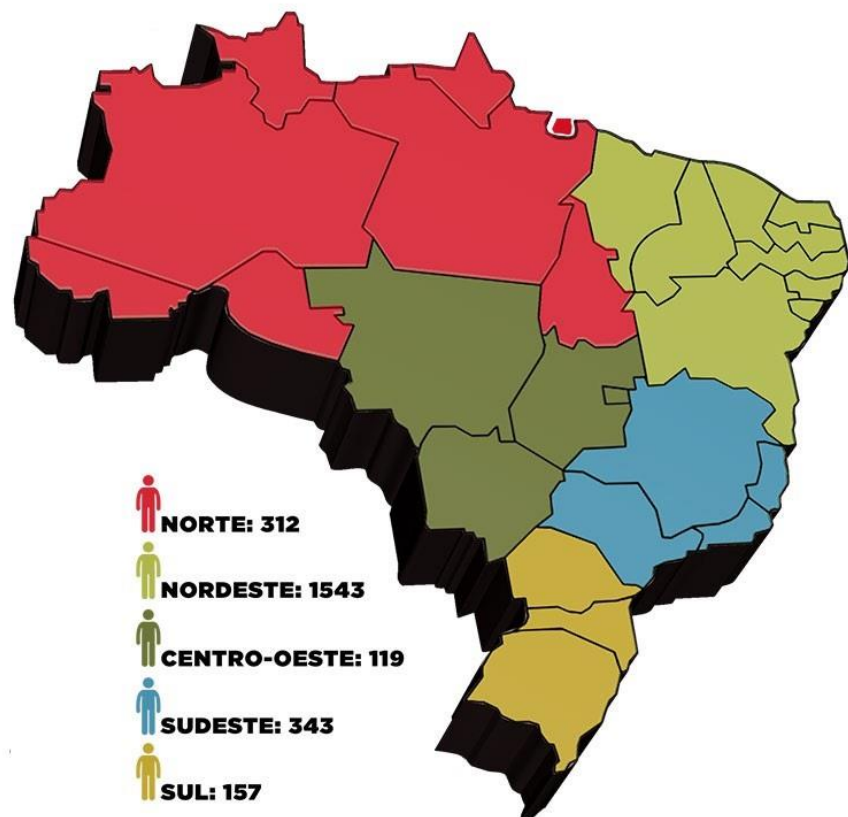 NORTE: 312
NORDESTE: 1543
CENTRO-OESTE: 119
SUDESTE: 343
SUL: 157